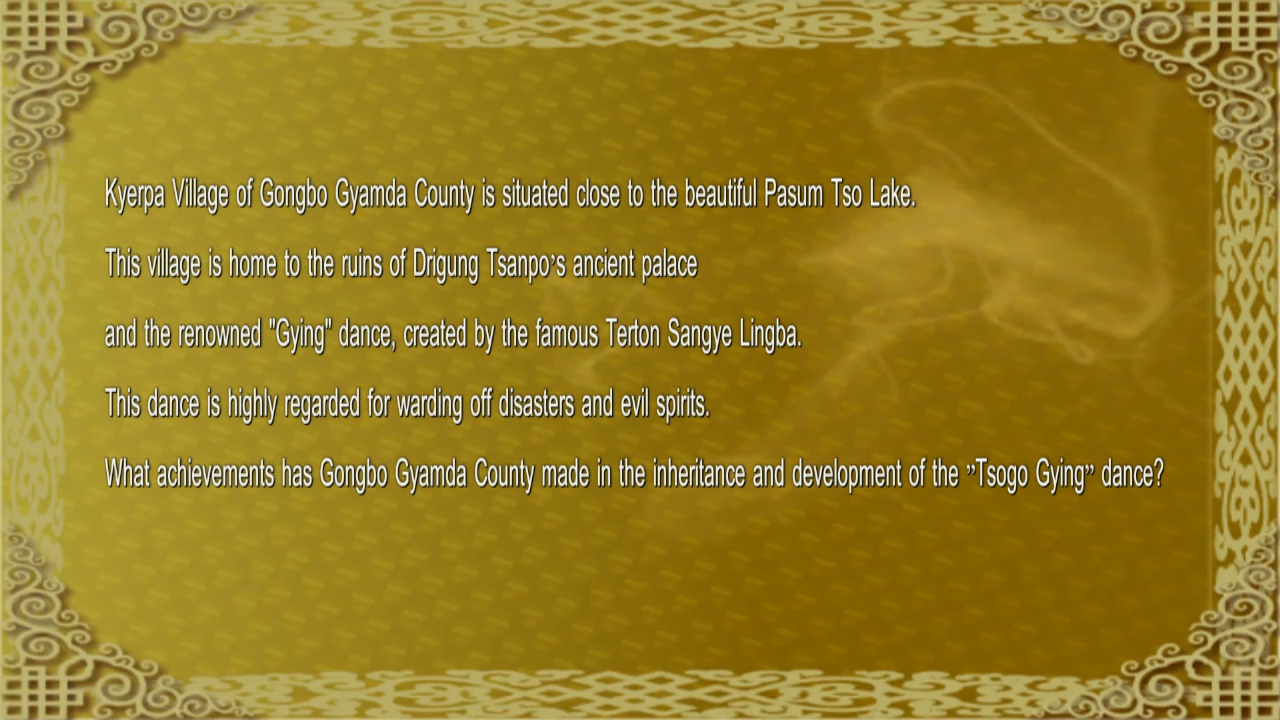 Kyerpa Village of Gongbo Gyamda County is situated close to the beautiful Pasum Tso Lake.
This village is home to the ruins of Drigung Tsanpo’s ancient palace
and the renowned "Gying" dance, created by the famous Terton Sangye Lingba.
This dance is highly regarded for warding off disasters and evil spirits.
What achievements has Gongbo Gyamda County made in the inheritance and development of the ”Tsogo Gying” dance?